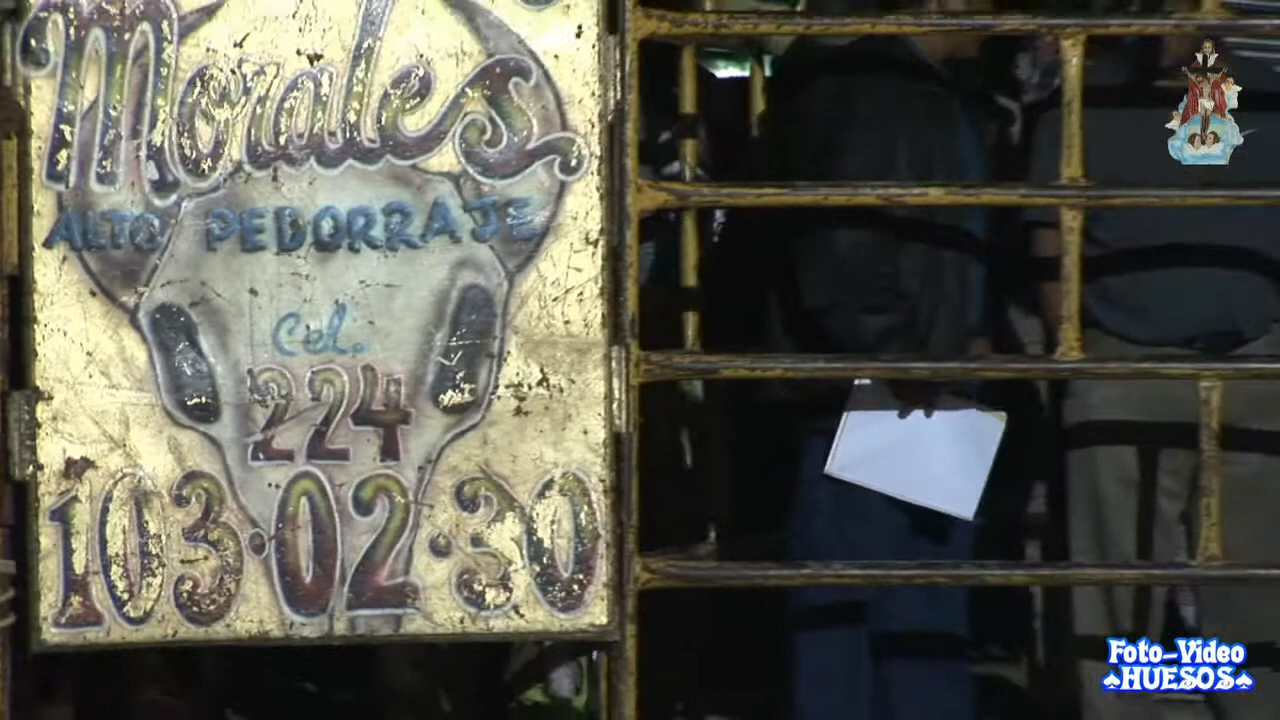 Morales
ALTO PEDORRAJE
Cel.
224
103·02·30
Foto-Video
HUESOS